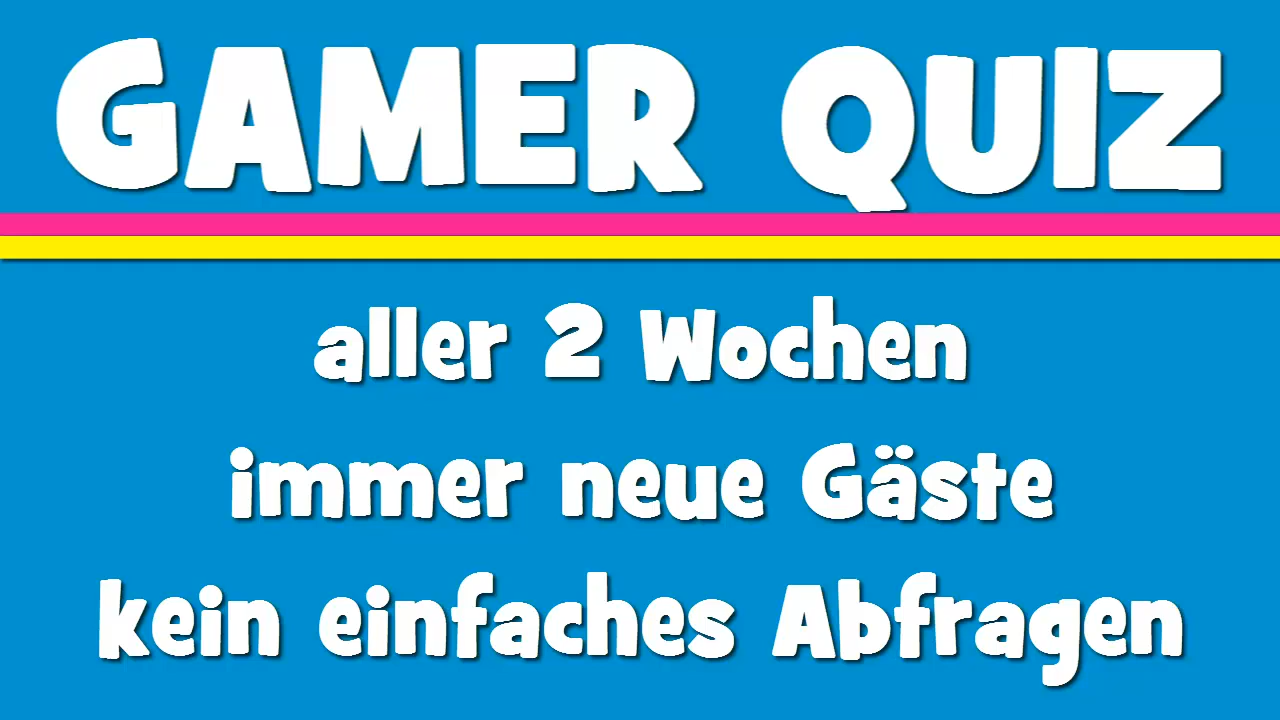 GAMER QUIZ
aller 2 Wochen
immer neue Gäste
kein einfaches Abfragen